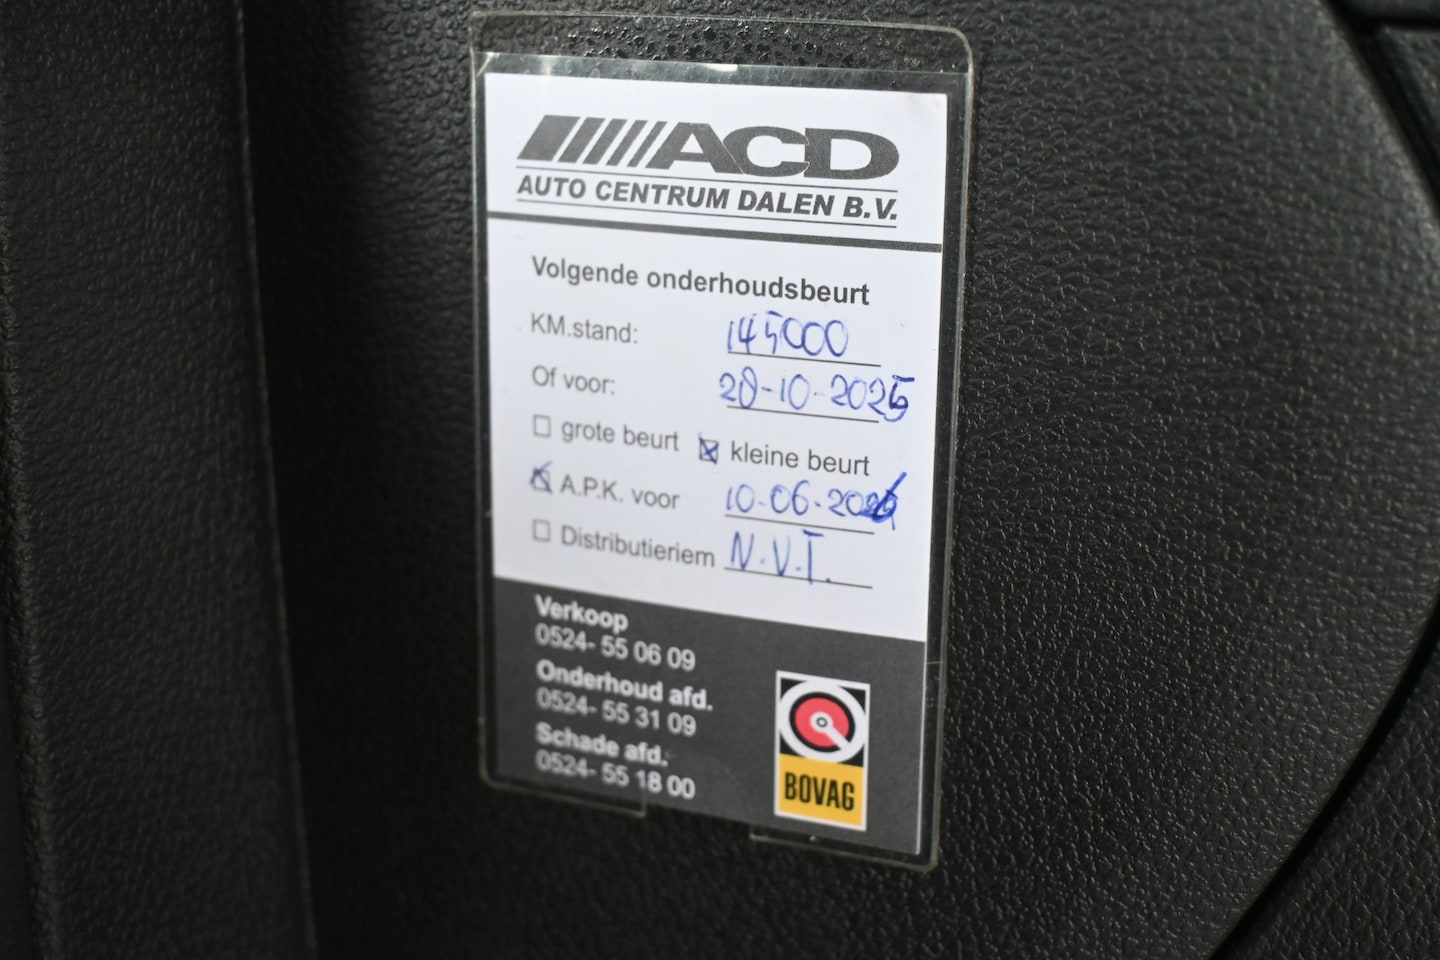 ACD
AUTO CENTRUM DALEN B.V.
Volgende onderhoudsbeurt
KM.stand: 145000
Of voor: 28-10-2025
grote beurt kleine beurt
A.P.K. voor 10-06-2026
Distributieriem N.V.T.
Verkoop
0524- 55 06 09
Onderhoud afd.
0524- 55 31 09
Schade afd.
0524- 55 18 00
BOVAG